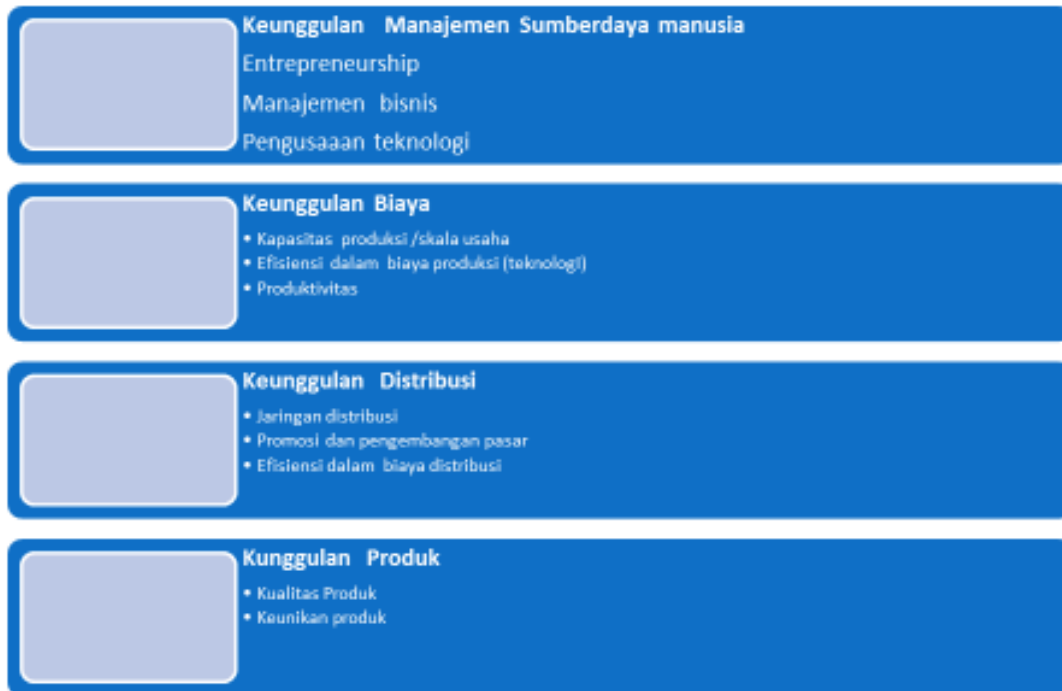 Keunggulan Manajemen Sumberdaya manusia
Entrepreneurship
Manajemen bisnis
Pengusaaan teknologi
Keunggulan Biaya
• Kapasitas produksi /skala usaha
• Efisiensi dalam biaya produksi (teknologi)
• Produktivitas
Keunggulan Distribusi
• Jaringan distribusi
• Promosi dan pengembangan pasar
• Efisiensi dalam biaya distribusi
Kunggulan Produk
• Kualitas Produk
• Keunikan produk